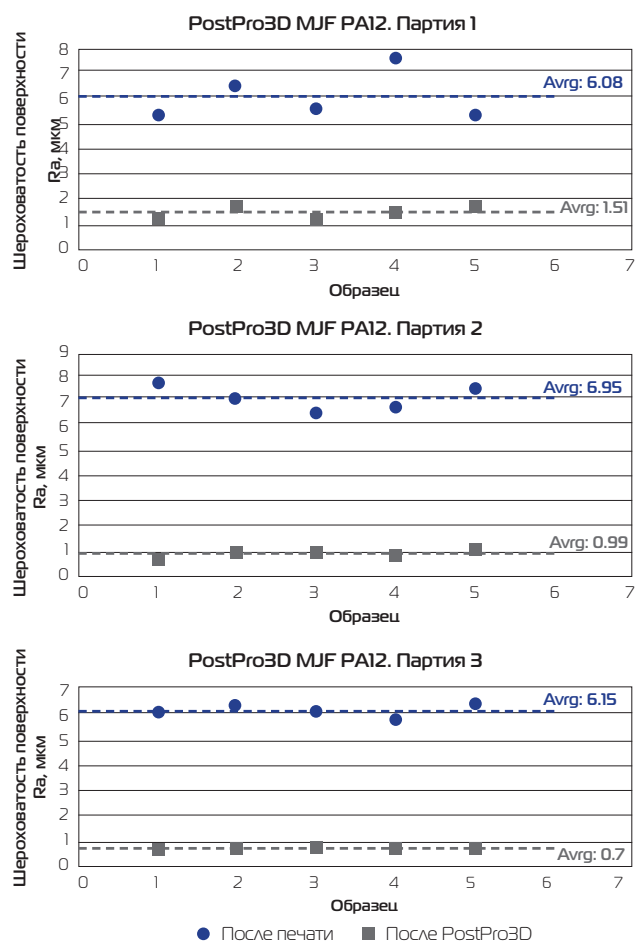 PostPro3D MJF PA12. Партия 1
Шероховатость поверхности
Ra, мкм
8
7
6
5
4
3
2
1
0
Avrg: 6.08
Avrg: 1.51
0 1 2 3 4 5 6 7
Образец
PostPro3D MJF PA12. Партия 2
Шероховатость поверхности
Ra, мкм
9
8
7
6
5
4
3
2
1
0
Avrg: 6.95
Avrg: 0.99
0 1 2 3 4 5 6 7
Образец
PostPro3D MJF PA12. Партия 3
Шероховатость поверхности
Ra, мкм
7
6
5
4
3
2
1
0
Avrg: 6.15
Avrg: 0.7
0 1 2 3 4 5 6 7
Образец
После печати После PostPro3D